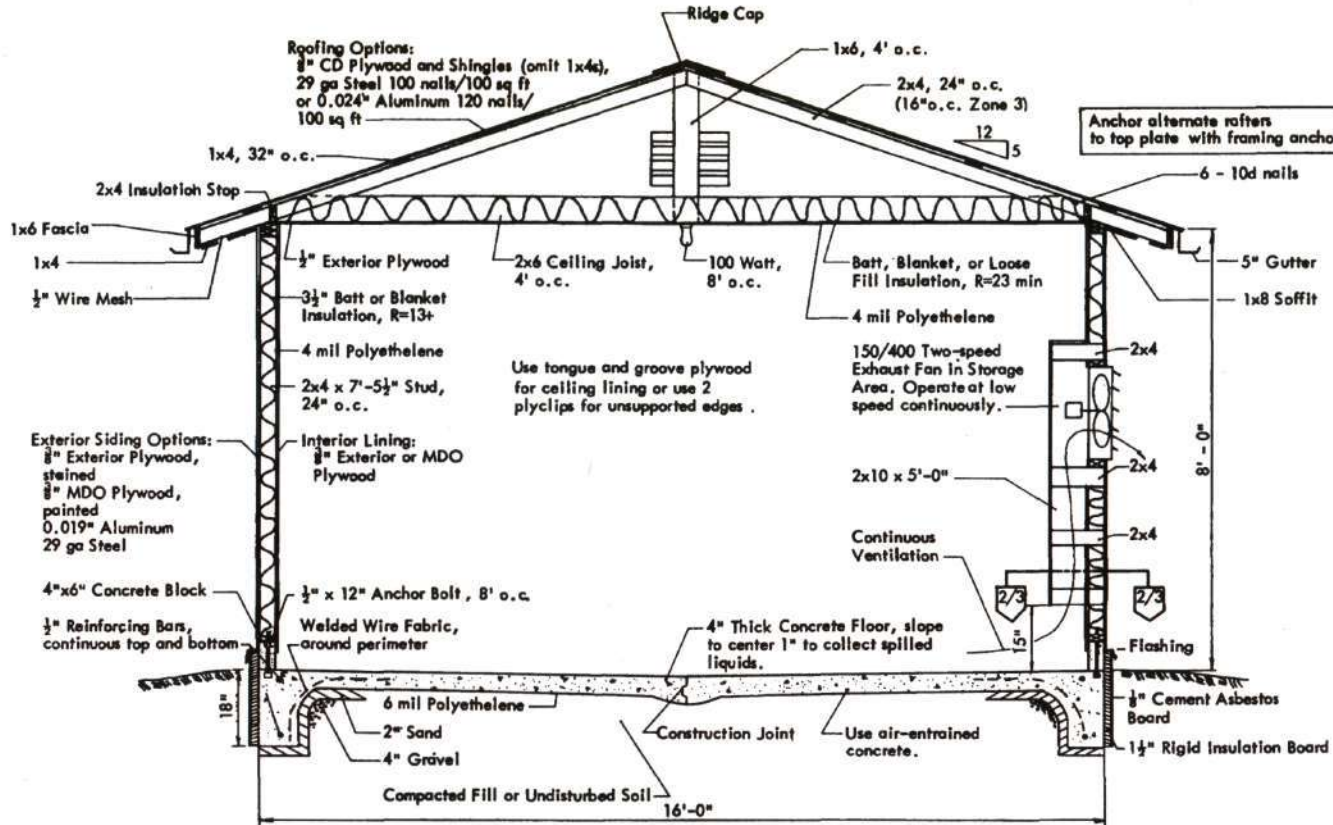 Ridge Cap
Roofing Options:
⅜" CD Plywood and Shingles (omit 1x4s),
29 ga Steel 100 nails/100 sq ft
or 0.024" Aluminum 120 nails/
100 sq ft
1x6, 4' o.c.
2x4, 24" o.c.
(16"o.c. Zone 3)
12
5
Anchor alternate rafters
to top plate with framing anchor
1x4, 32" o.c.
6 - 10d nails
2x4 Insulation Stop
1x6 Fascia
1x4
½" Wire Mesh
½" Exterior Plywood
2x6 Ceiling Joist,
4' o.c.
100 Watt,
8' o.c.
Batt, Blanket, or Loose
Fill Insulation, R=23 min
5" Gutter
1x8 Soffit
3½" Batt or Blanket
Insulation, R=13+
4 mil Polyethelene
4 mil Polyethelene
2x4 x 7'-5½" Stud,
24" o.c.
Use tongue and groove plywood
for ceiling lining or use 2
plyclips for unsupported edges .
150/400 Two-speed
Exhaust Fan in Storage
Area. Operate at low
speed continuously.
2x4
8' - 0"
Exterior Siding Options:
⅜" Exterior Plywood,
stained
⅜" MDO Plywood,
painted
0.019" Aluminum
29 ga Steel
Interior Lining:
⅜" Exterior or MDO
Plywood
2x10 x 5'-0"
2x4
2x4
Continuous
Ventilation
4"x6" Concrete Block
½" x 12" Anchor Bolt , 8' o.c.
2/3
2/3
½" Reinforcing Bars,
continuous top and bottom
Welded Wire Fabric,
around perimeter
4" Thick Concrete Floor, slope
to center 1" to collect spilled
liquids.
15"
Flashing
18"
6 mil Polyethelene
2" Sand
4" Gravel
Construction Joint
Use air-entrained
concrete.
⅛" Cement Asbestos
Board
1½" Rigid Insulation Board
Compacted Fill or Undisturbed Soil
16'-0"